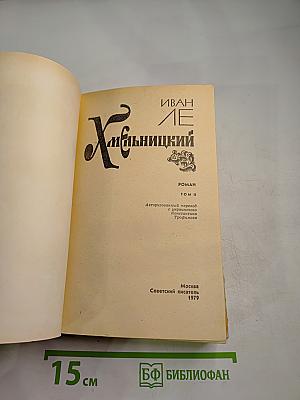 ИВАН
ЛЕ
Хмельницкий
РОМАН
ТОМ II
Авторизованный перевод
с украинского
Константина
Трофимова
Москва
Советский писатель
1979
15 см
БФ БИБЛИОФАН